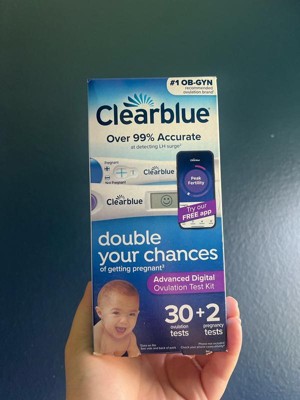 #1 OB-GYN
recommended
ovulation brand
Clearblue
Over 99% Accurate
at detecting LH surge
Pregnant
Clearblue
Not Pregnant
Clearblue
Peak
Fertility
Try our
FREE app
double
your chances
of getting pregnant
Advanced Digital
Ovulation Test Kit
30+2
ovulation
tests
pregnancy
tests